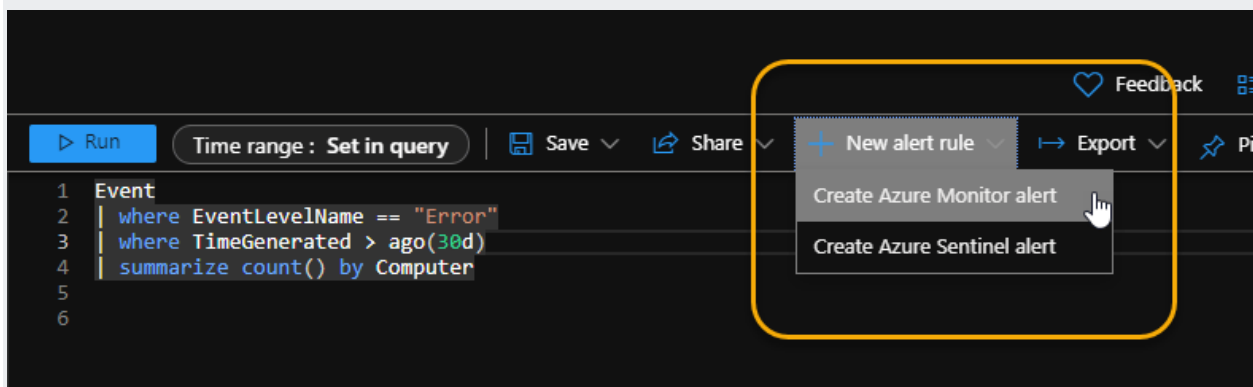 Feedback
Run Time range : Set in query Save Share New alert rule Export
Create Azure Monitor alert
Create Azure Sentinel alert
1 Event
2 | where EventLevelName == "Error"
3 | where TimeGenerated > ago(30d)
4 | summarize count() by Computer
5
6